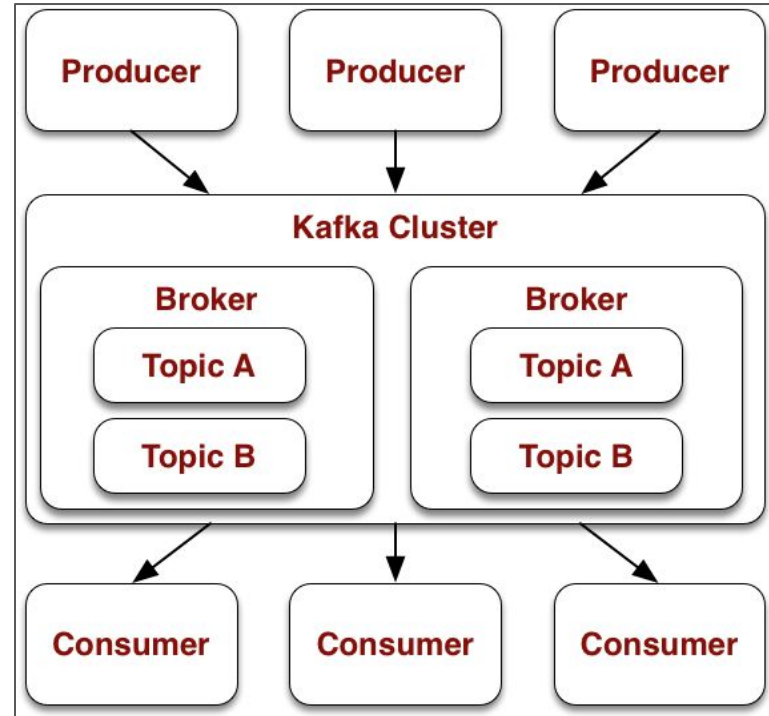 Producer
Producer
Producer
Kafka Cluster
Broker
Topic A
Topic B
Broker
Topic A
Topic B
Consumer
Consumer
Consumer